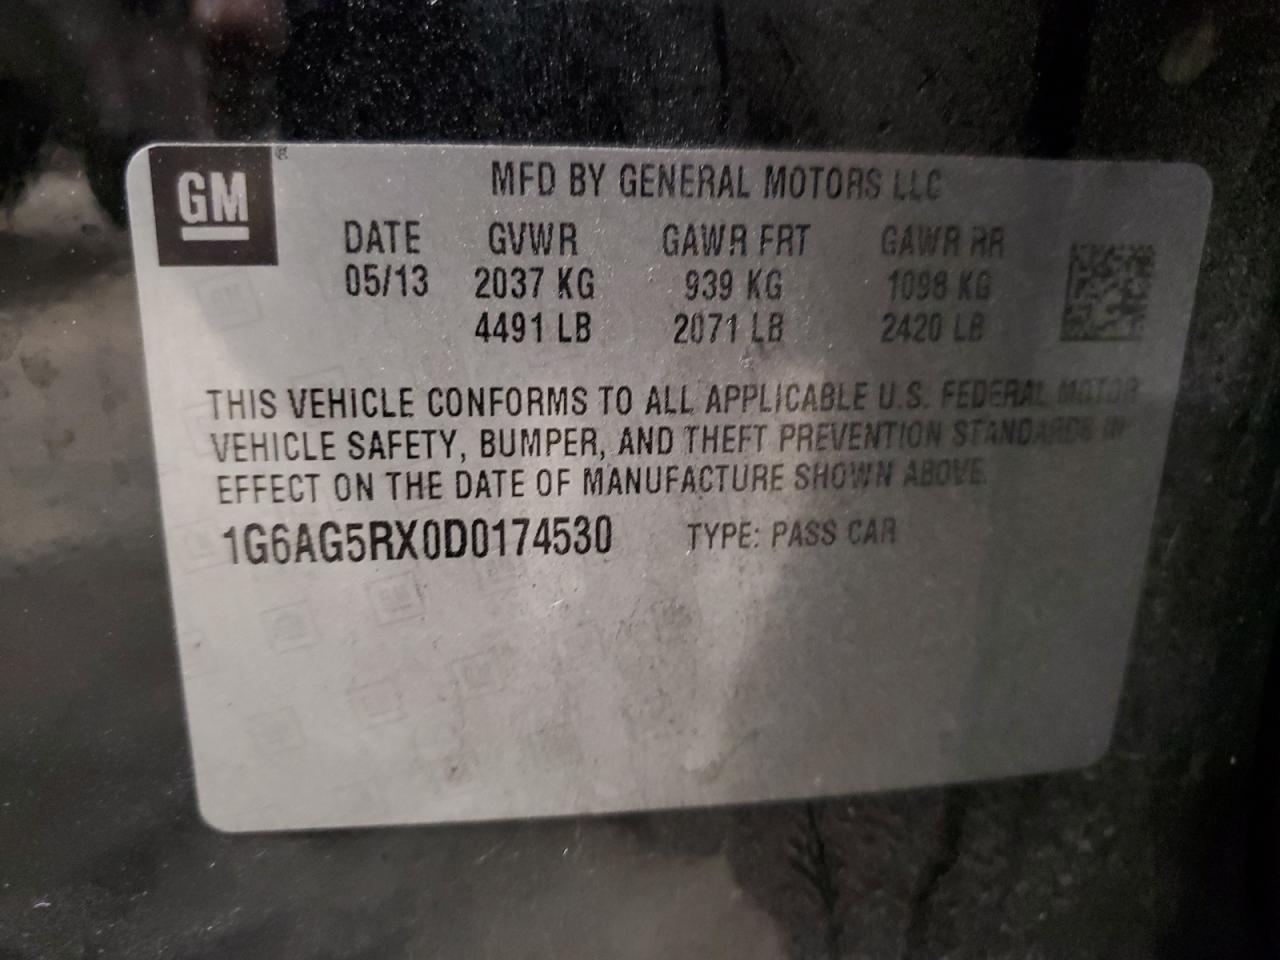 GM
MFD BY GENERAL MOTORS LLC
DATE GVWR GAWR FRT GAWR RR
05/13 2037 KG 939 KG 1098 KG
4491 LB 2071 LB 2420 LB
THIS VEHICLE CONFORMS TO ALL APPLICABLE U.S. FEDERAL MOTOR
VEHICLE SAFETY, BUMPER, AND THEFT PREVENTION STANDARDS IN
EFFECT ON THE DATE OF MANUFACTURE SHOWN ABOVE.
1G6AG5RX0D0174530 TYPE: PASS CAR